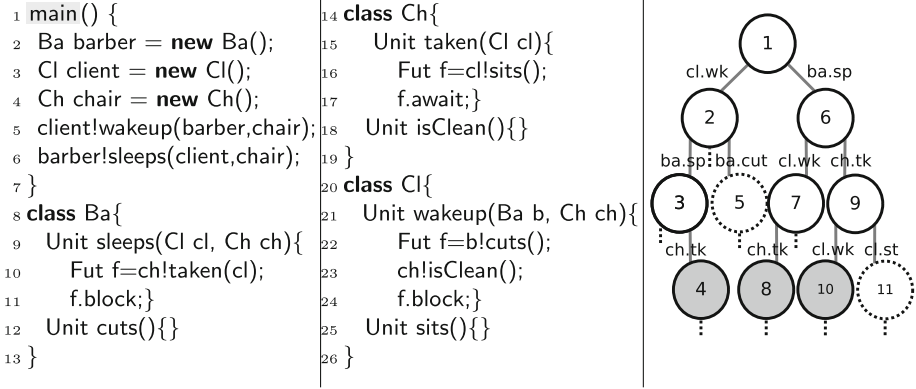 1 main() {
2 Ba barber = new Ba();
3 Cl client = new Cl();
4 Ch chair = new Ch();
5 client!wakeup(barber,chair);
6 barber!sleeps(client,chair);
7 }
8 class Ba{
9 Unit sleeps(Cl cl, Ch ch){
10 Fut f=ch!taken(cl);
11 f.block;}
12 Unit cuts(){}
13 }
14 class Ch{
15 Unit taken(Cl cl){
16 Fut f=cl!sits();
17 f.await;}
18 Unit isClean(){}
19 }
20 class Cl{
21 Unit wakeup(Ba b, Ch ch){
22 Fut f=b!cuts();
23 ch!isClean();
24 f.block;}
25 Unit sits(){}
26 }
1
cl.wk ba.sp
2 6
ba.sp ba.cut cl.wk ch.tk
3 5 7 9
ch.tk ch.tk cl.wk cl.st
4 8 10 11